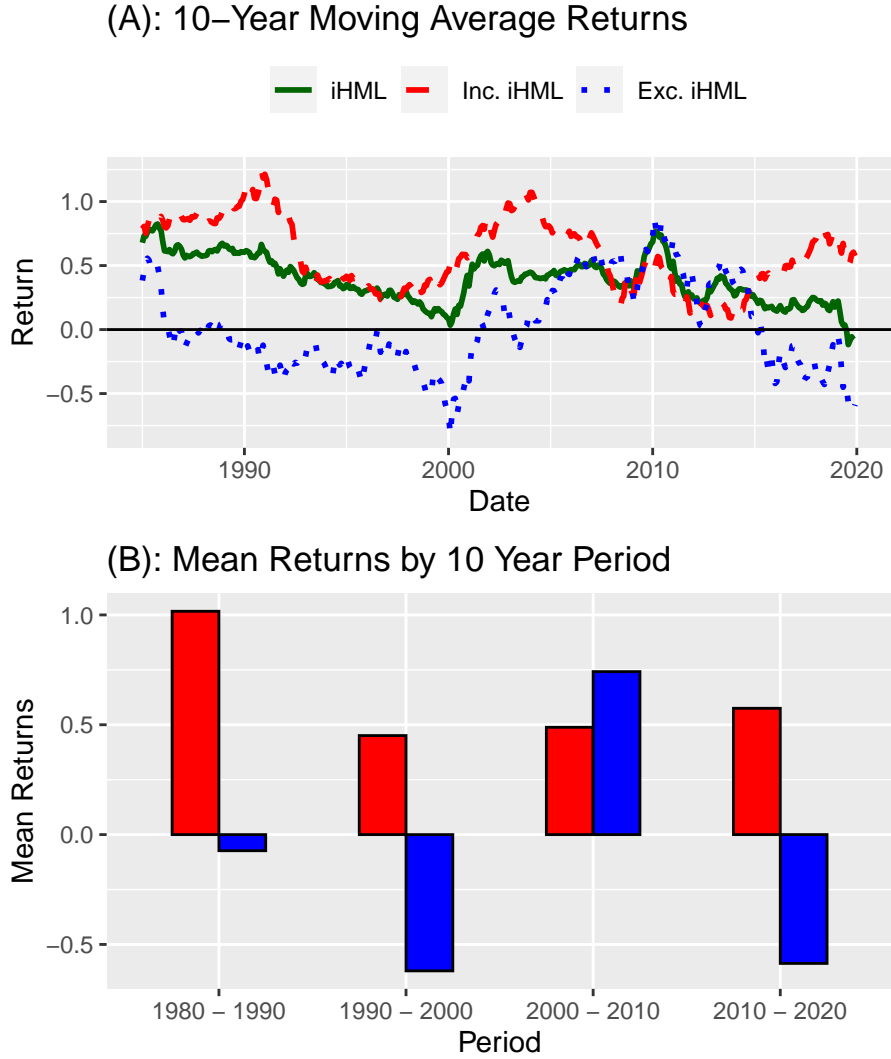 (A): 10−Year Moving Average Returns
iHML Inc. iHML Exc. iHML
1.0
0.5
0.0
−0.5
Return
1990 2000 2010 2020
Date
(B): Mean Returns by 10 Year Period
1.0
0.5
0.0
−0.5
Mean Returns
1980 − 1990 1990 − 2000 2000 − 2010 2010 − 2020
Period